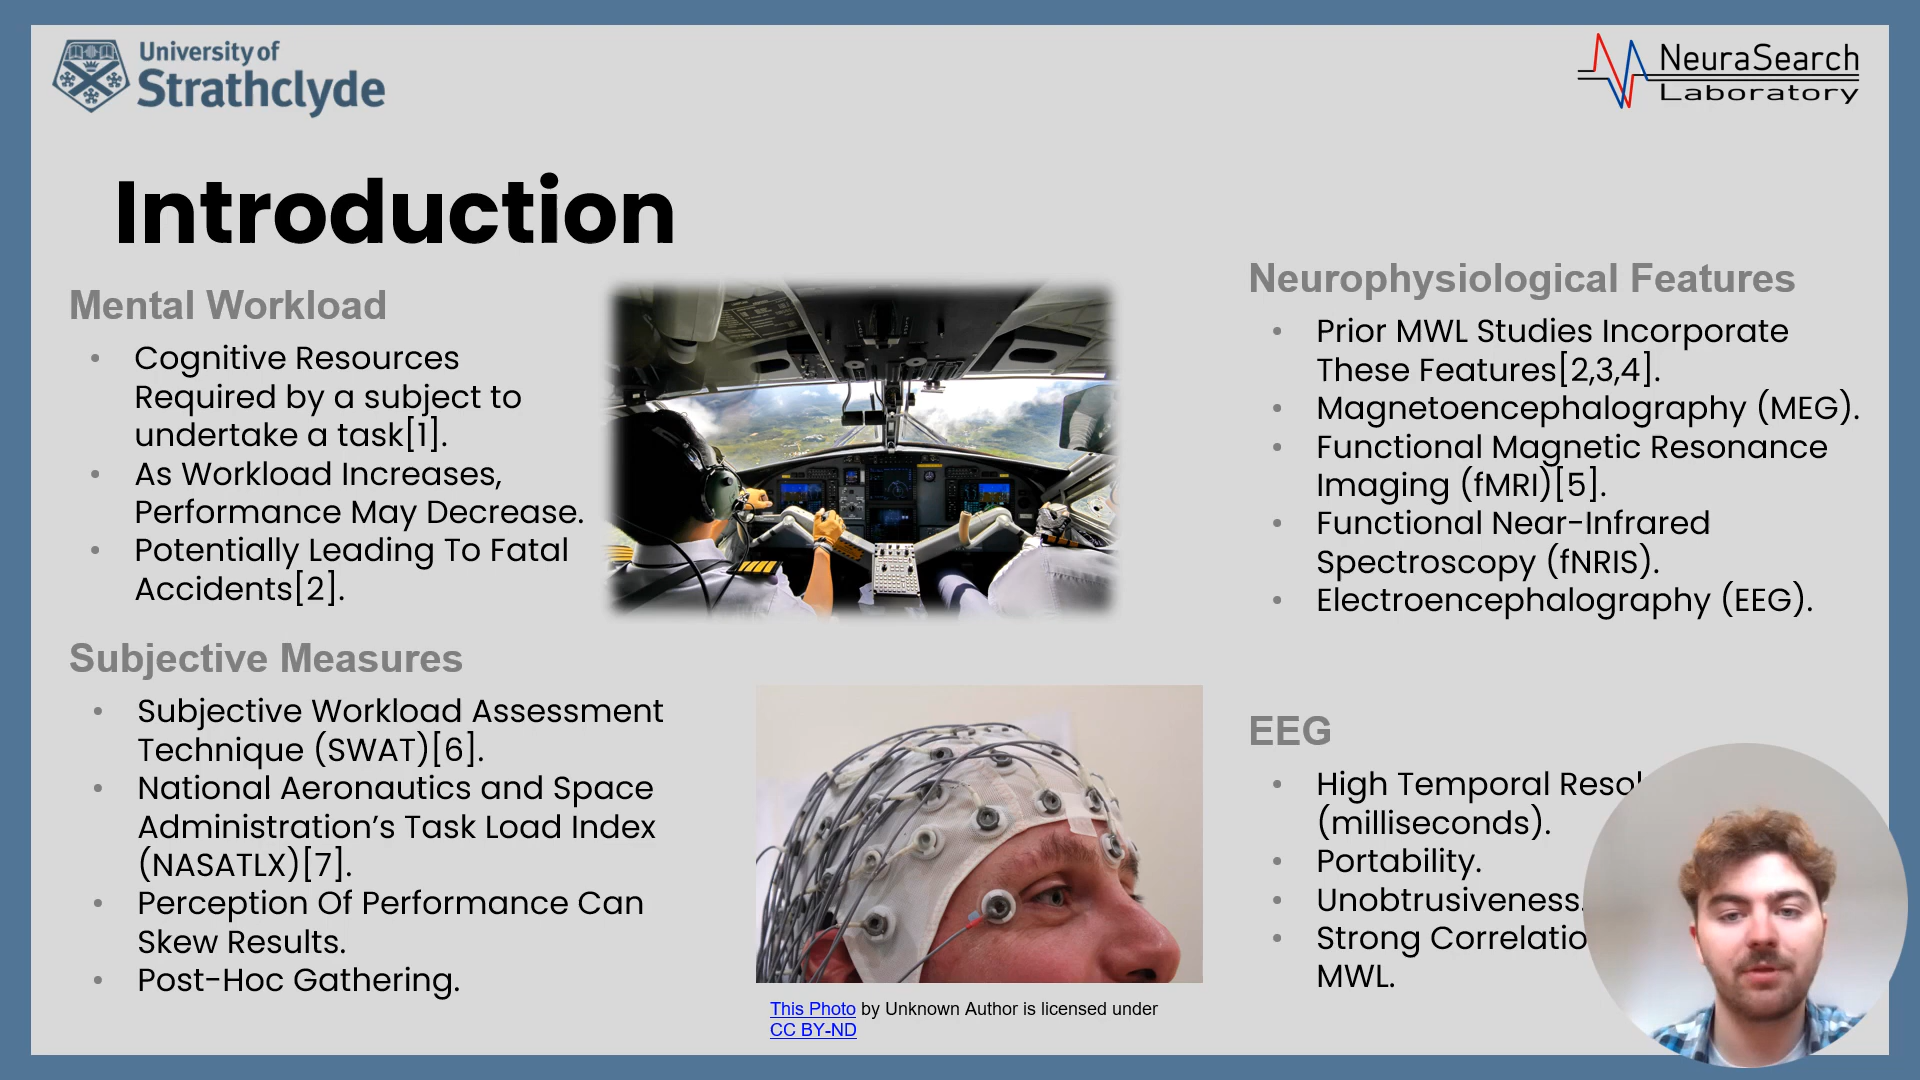 University of
Strathclyde
NeuraSearch
Laboratory
Introduction
Mental Workload
• Cognitive Resources
Required by a subject to
undertake a task[1].
• As Workload Increases,
Performance May Decrease.
• Potentially Leading To Fatal
Accidents[2].
Subjective Measures
• Subjective Workload Assessment
Technique (SWAT)[6].
• National Aeronautics and Space
Administration’s Task Load Index
(NASATLX)[7].
• Perception Of Performance Can
Skew Results.
• Post-Hoc Gathering.
This Photo by Unknown Author is licensed under
CC BY-ND
Neurophysiological Features
• Prior MWL Studies Incorporate
These Features[2,3,4].
• Magnetoencephalography (MEG).
• Functional Magnetic Resonance
Imaging (fMRI)[5].
• Functional Near-Infrared
Spectroscopy (fNRIS).
• Electroencephalography (EEG).
EEG
• High Temporal
(milliseconds).
• Portability.
• Unobtrusiveness.
• Strong
MWL.